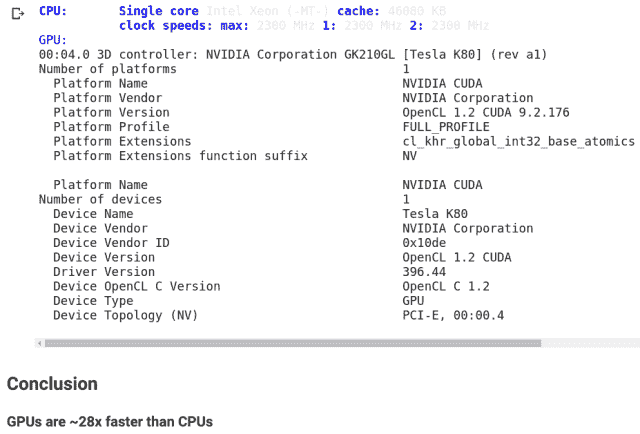 CPU: Single core Intel Xeon (-MT-) cache: 46080 KB
clock speeds: max: 2300 MHz 1: 2300 MHz 2: 2300 MHz
GPU:
00:04.0 3D controller: NVIDIA Corporation GK210GL [Tesla K80] (rev a1)
Number of platforms 1
Platform Name NVIDIA CUDA
Platform Vendor NVIDIA Corporation
Platform Version OpenCL 1.2 CUDA 9.2.176
Platform Profile FULL_PROFILE
Platform Extensions cl_khr_global_int32_base_atomics
Platform Extensions function suffix NV
Platform Name NVIDIA CUDA
Number of devices 1
Device Name Tesla K80
Device Vendor NVIDIA Corporation
Device Vendor ID 0x10de
Device Version OpenCL 1.2 CUDA
Driver Version 396.44
Device OpenCL C Version OpenCL C 1.2
Device Type GPU
Device Topology (NV) PCI-E, 00:00.4
Conclusion
GPUs are ~28x faster than CPUs